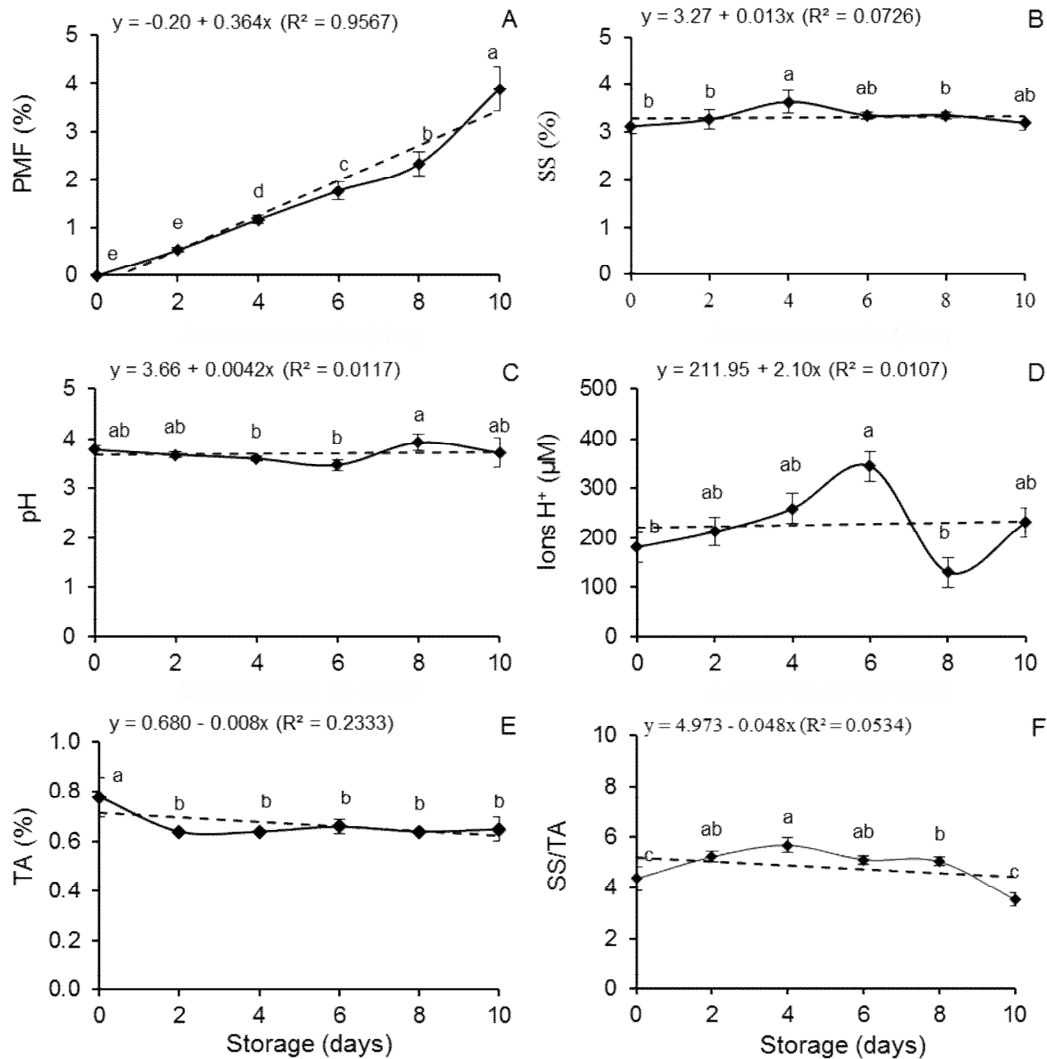 y = -0.20 + 0.364x (R² = 0.9567)
A
PMF (%)
5
4
3
2
1
0
e
e
d
c
b
a
0 2 4 6 8 10
y = 3.27 + 0.013x (R² = 0.0726)
B
SS (%)
5
4
3
2
1
0
b
b
a
ab
b
ab
0 2 4 6 8 10
y = 3.66 + 0.0042x (R² = 0.0117)
C
pH
5
4
3
2
1
0
ab
ab
b
b
a
ab
0 2 4 6 8 10
y = 211.95 + 2.10x (R² = 0.0107)
D
Ions H⁺ (µM)
500
400
300
200
100
0
b
ab
ab
a
b
ab
0 2 4 6 8 10
y = 0.680 - 0.008x (R² = 0.2333)
E
TA (%)
1.0
0.8
0.6
0.4
0.2
0.0
a
b
b
b
b
b
0 2 4 6 8 10
Storage (days)
y = 4.973 - 0.048x (R² = 0.0534)
F
SS/TA
10
8
6
4
2
0
c
ab
a
ab
b
c
0 2 4 6 8 10
Storage (days)